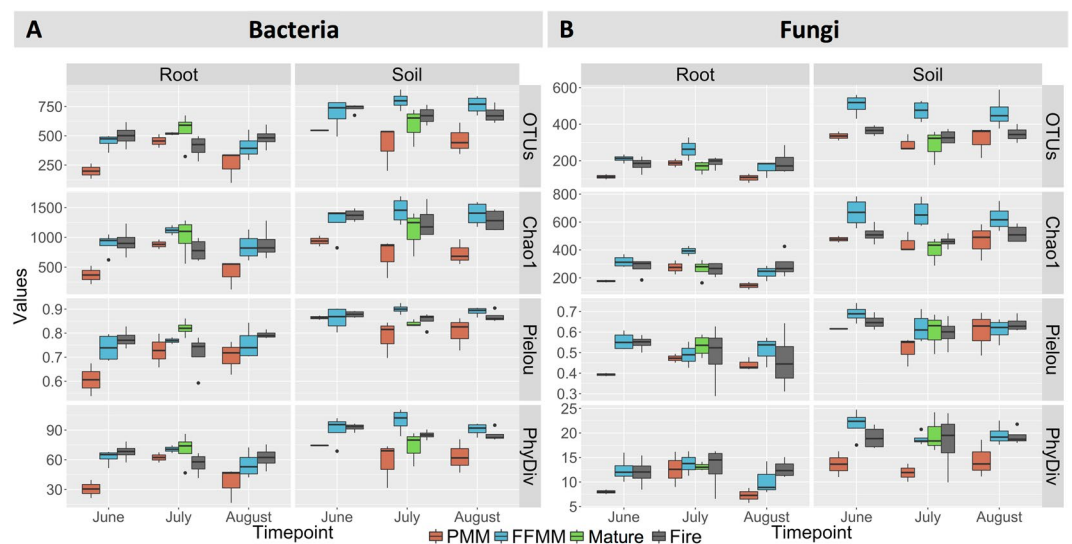 A Bacteria
B Fungi
Root Soil
Root Soil
750
500
250
OTUs
600
400
200
OTUs
1500
1000
500
Chao1
800
600
400
200
Chao1
Values
0.9
0.8
0.7
0.6
Pielou
0.7
0.6
0.5
0.4
0.3
Pielou
90
60
30
PhyDiv
25
20
15
10
5
PhyDiv
June July August June July August
June July August June July August
Timepoint
Timepoint
PMM FFMM Mature Fire